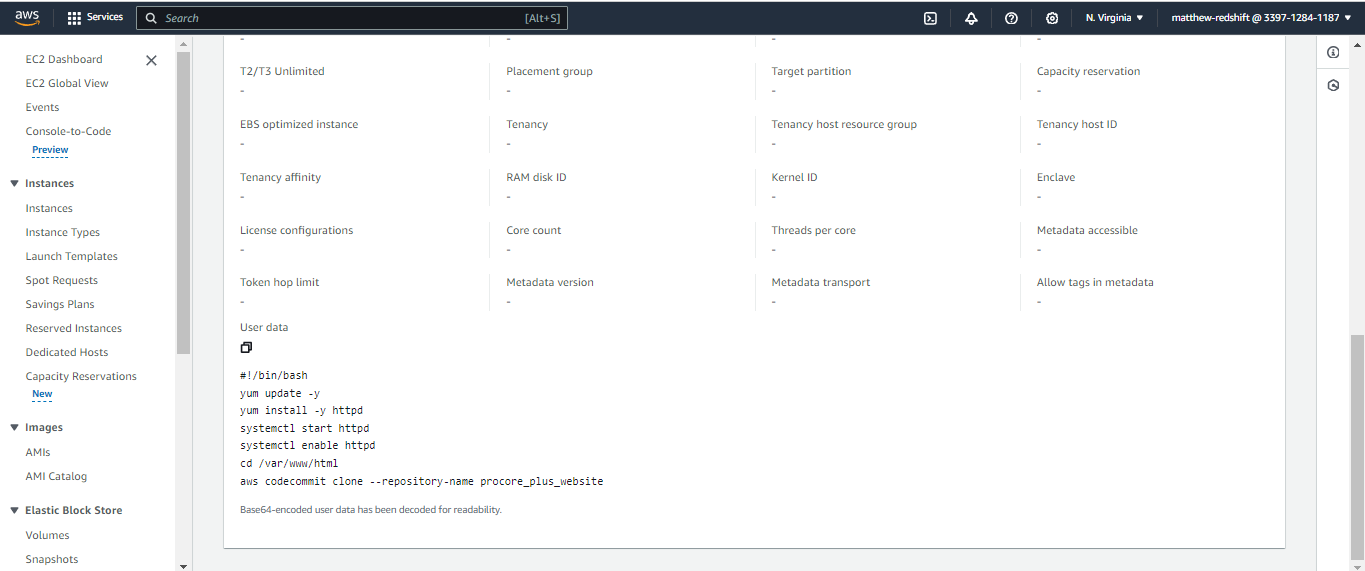 aws Services Search [Alt+S] N. Virginia matthew-redshift @ 3397-1284-1187
EC2 Dashboard
EC2 Global View
Events
Console-to-Code
Preview
Instances
Instances
Instance Types
Launch Templates
Spot Requests
Savings Plans
Reserved Instances
Dedicated Hosts
Capacity Reservations
New
Images
AMIs
AMI Catalog
Elastic Block Store
Volumes
Snapshots
- - - -
T2/T3 Unlimited Placement group Target partition Capacity reservation
- - - -
EBS optimized instance Tenancy Tenancy host resource group Tenancy host ID
- - - -
Tenancy affinity RAM disk ID Kernel ID Enclave
- - - -
License configurations Core count Threads per core Metadata accessible
- - - -
Token hop limit Metadata version Metadata transport Allow tags in metadata
- - - -
User data
#!/bin/bash
yum update -y
yum install -y httpd
systemctl start httpd
systemctl enable httpd
cd /var/www/html
aws codecommit clone --repository-name procore_plus_website
Base64-encoded user data has been decoded for readability.